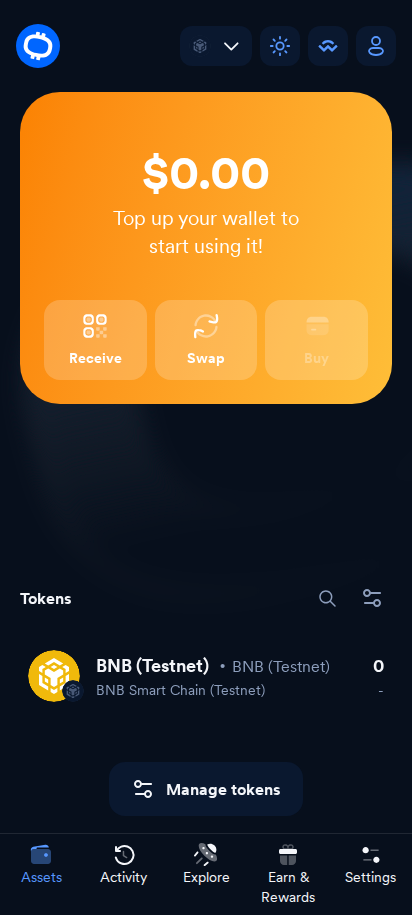 $0.00
Top up your wallet to
start using it!
Receive
Swap
Buy
Tokens
BNB (Testnet) • BNB (Testnet) 0
BNB Smart Chain (Testnet) -
Manage tokens
Assets Activity Explore Earn & Settings
Rewards